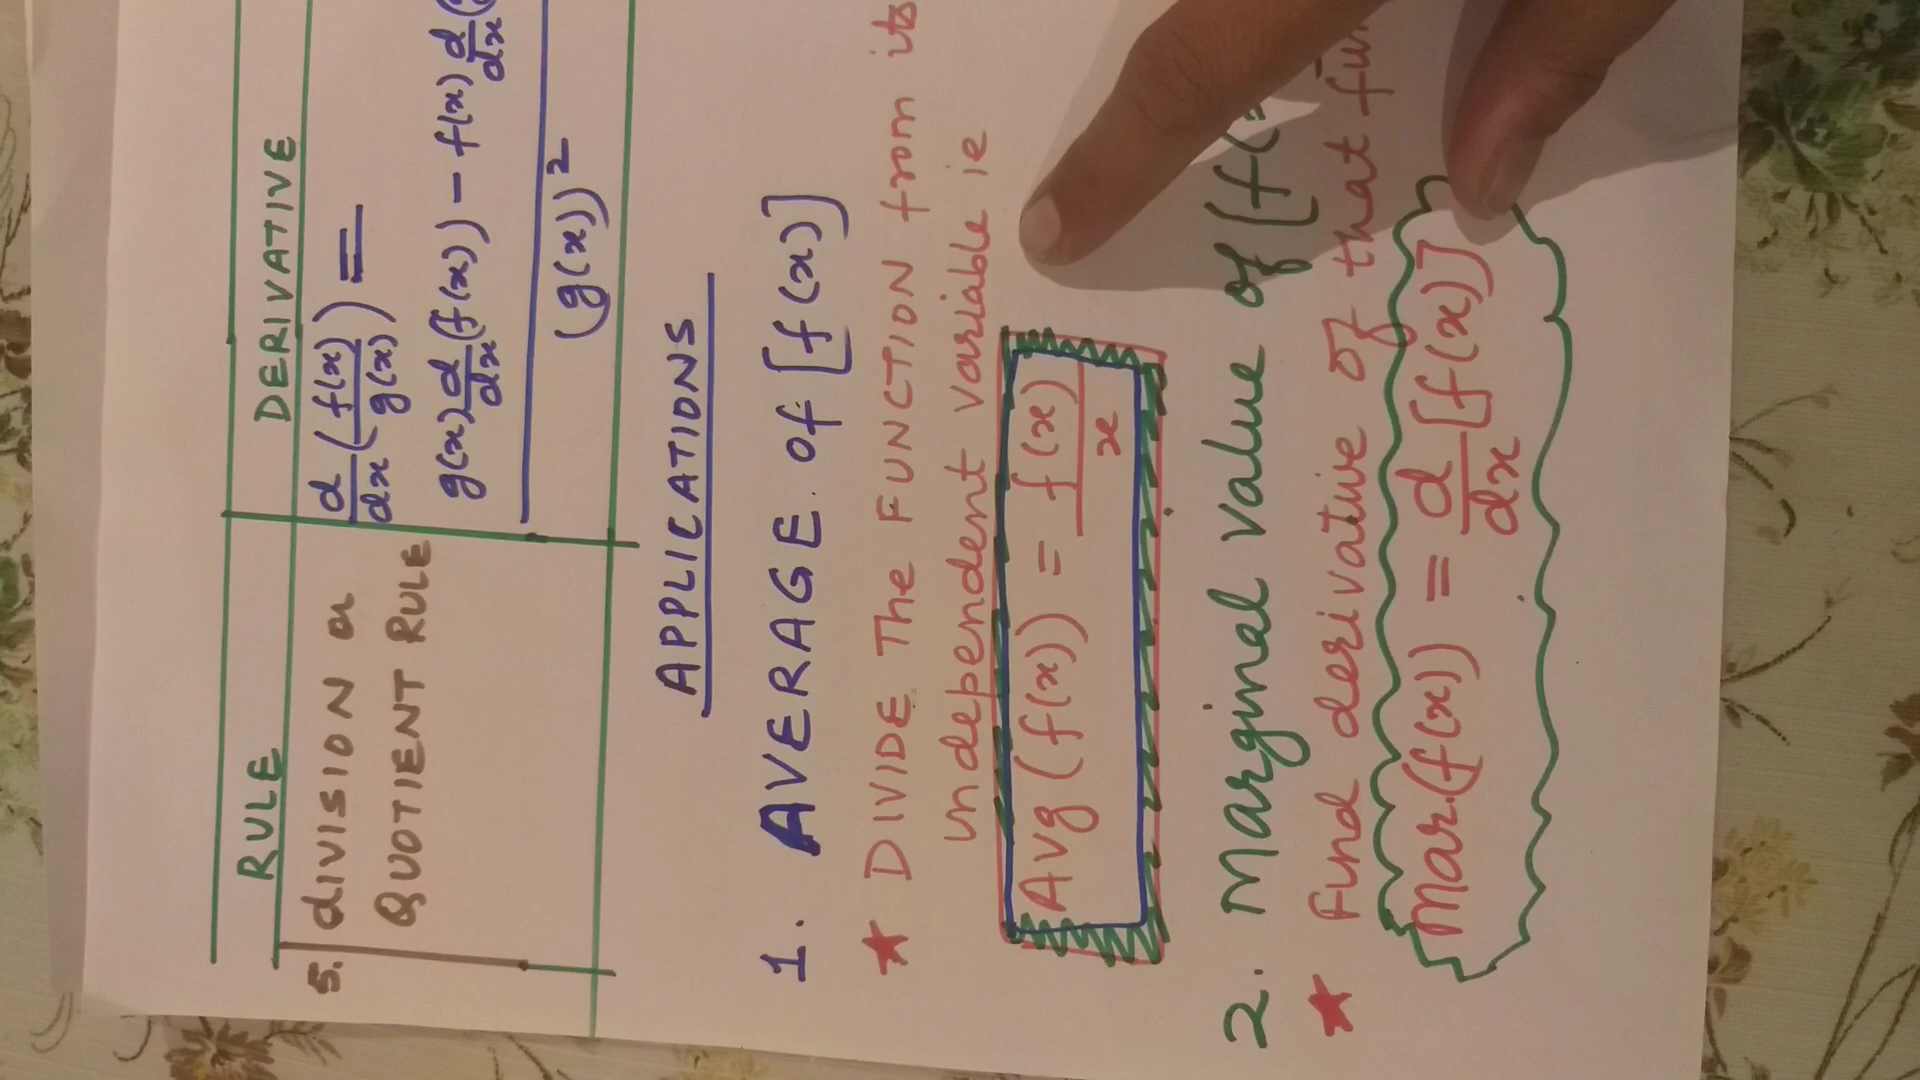 RULE DERIVATIVE
5. division or QUOTIENT RULE
d/dx (f(x)/g(x)) =
g(x) d/dx (f(x)) - f(x) d/dx
(g(x))²
APPLICATIONS
1. AVERAGE of [f(x)]
* DIVIDE The FUNCTION from its
independent variable ie
Avg (f(x)) = f(x)/x
2. Marginal value of [f(
* Find derivative of that
Mar.(f(x)) = d/dx [f(x)]